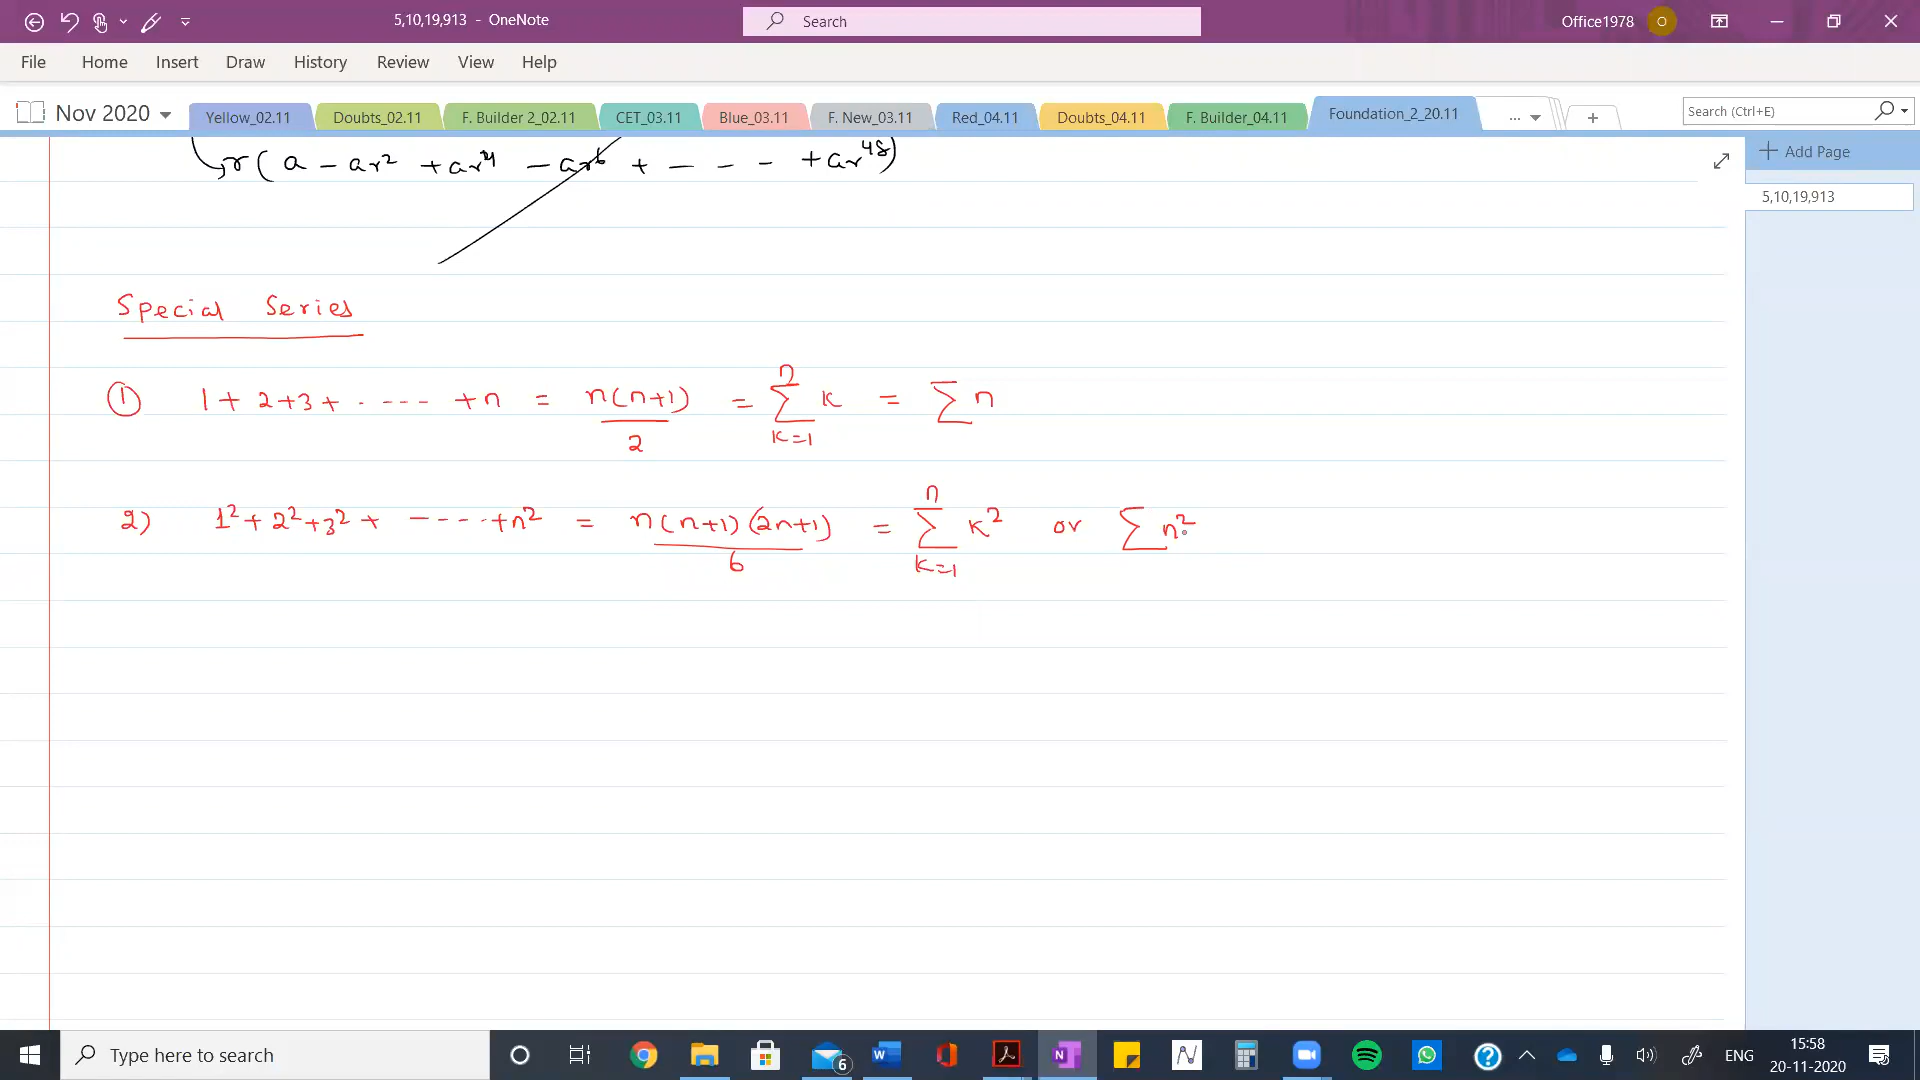 5,10,19,913 - OneNote
Search
Office1978
O
File Home Insert Draw History Review View Help
Nov 2020
Yellow_02.11
Doubts_02.11
F. Builder 2_02.11
CET_03.11
Blue_03.11
F. New_03.11
Red_04.11
Doubts_04.11
F. Builder_04.11
Foundation_2_20.11
...
+
Search (Ctrl+E)
+ Add Page
5,10,19,913
r(a - ar² + ar⁴ - ar⁶ + - - - + ar⁴⁸)
Special Series
① 1 + 2 + 3 + ..---- + n = n(n+1)/2 = ∑_{k=1}^{n} k = ∑ n
2) 1² + 2² + 3² + ----- + n² = n(n+1)(2n+1)/6 = ∑_{k=1}^{n} k² or ∑ n²
Type here to search
6
ENG
15:58
20-11-2020